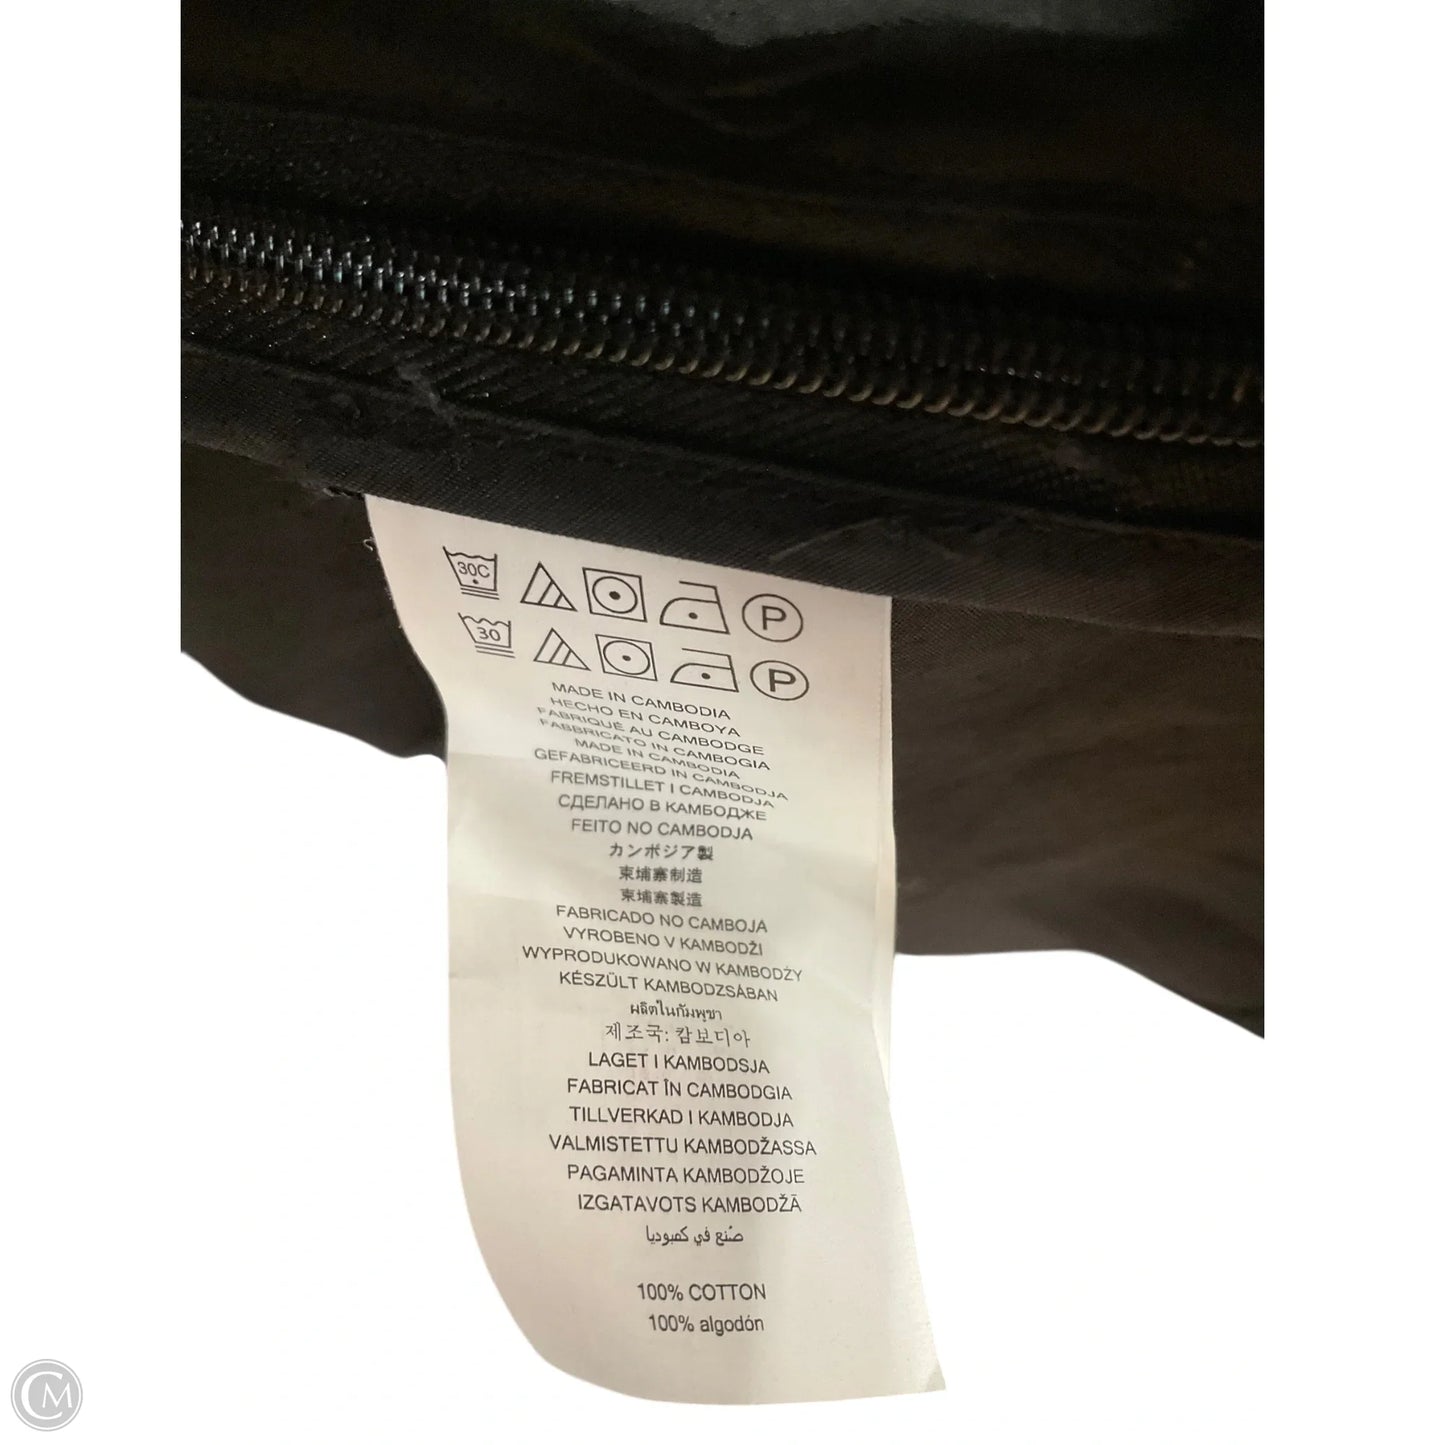 30C P
30 P
MADE IN CAMBODIA
HECHO EN CAMBOYA
FABRIQUÉ AU CAMBODGE
FABBRICATO IN CAMBOGIA
MADE IN CAMBODIA
GEFABRICEERD IN CAMBODJA
FREMSTILLET I CAMBODJA
СДЕЛАНО В КАМБОДЖЕ
FEITO NO CAMBODJA
カンボジア製
柬埔寨制造
柬埔寨製造
FABRICADO NO CAMBOJA
VYROBENO V KAMBODŽI
WYPRODUKOWANO W KAMBODŻY
KÉSZÜLT KAMBODZSÁBAN
ผลิตในกัมพูชา
제조국: 캄보디아
LAGET I KAMBODSJA
FABRICAT ÎN CAMBODGIA
TILLVERKAD I KAMBODJA
VALMISTETTU KAMBODŽASSA
PAGAMINTA KAMBODŽOJE
IZGATAVOTS KAMBODŽĀ
صُنع في كمبوديا
100% COTTON
100% algodón
CM